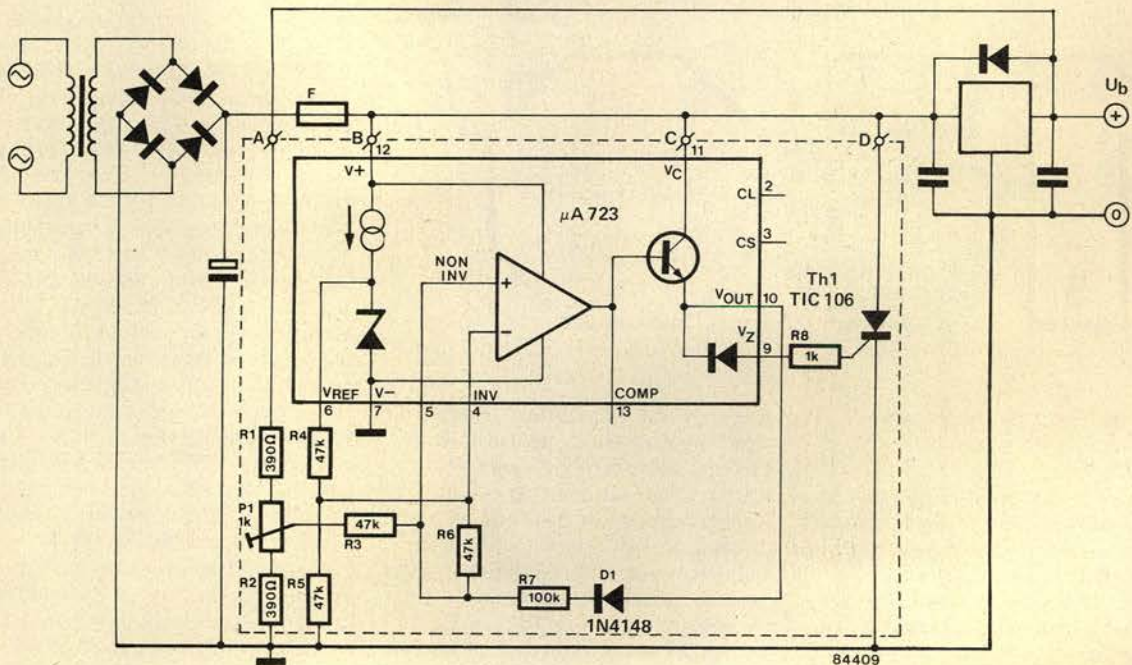 F
A
B
C
D
12
11
V+
VC
μA 723
CL 2
CS 3
NON
INV
+
−
VOUT 10
VZ
9
R8
1k
Th1
TIC 106
Ub
+
0
VREF
V−
INV
COMP
6
7
5
4
13
R1
390Ω
R4
47k
P1
1k
47k
R3
R6
47k
R2
390Ω
R5
47k
R7
100k
D1
1N4148
84409